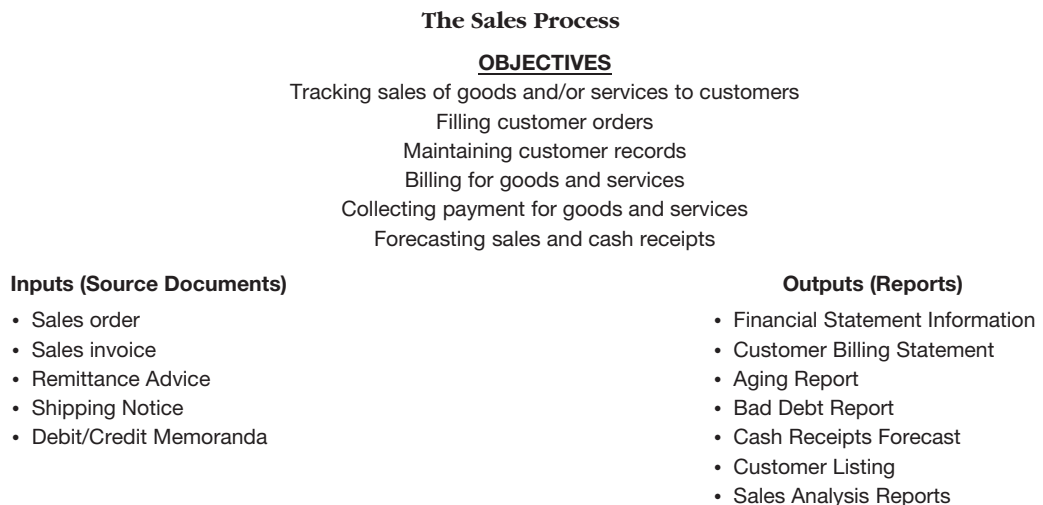 The Sales Process
OBJECTIVES
Tracking sales of goods and/or services to customers
Filling customer orders
Maintaining customer records
Billing for goods and services
Collecting payment for goods and services
Forecasting sales and cash receipts
Inputs (Source Documents)
• Sales order
• Sales invoice
• Remittance Advice
• Shipping Notice
• Debit/Credit Memoranda
Outputs (Reports)
• Financial Statement Information
• Customer Billing Statement
• Aging Report
• Bad Debt Report
• Cash Receipts Forecast
• Customer Listing
• Sales Analysis Reports